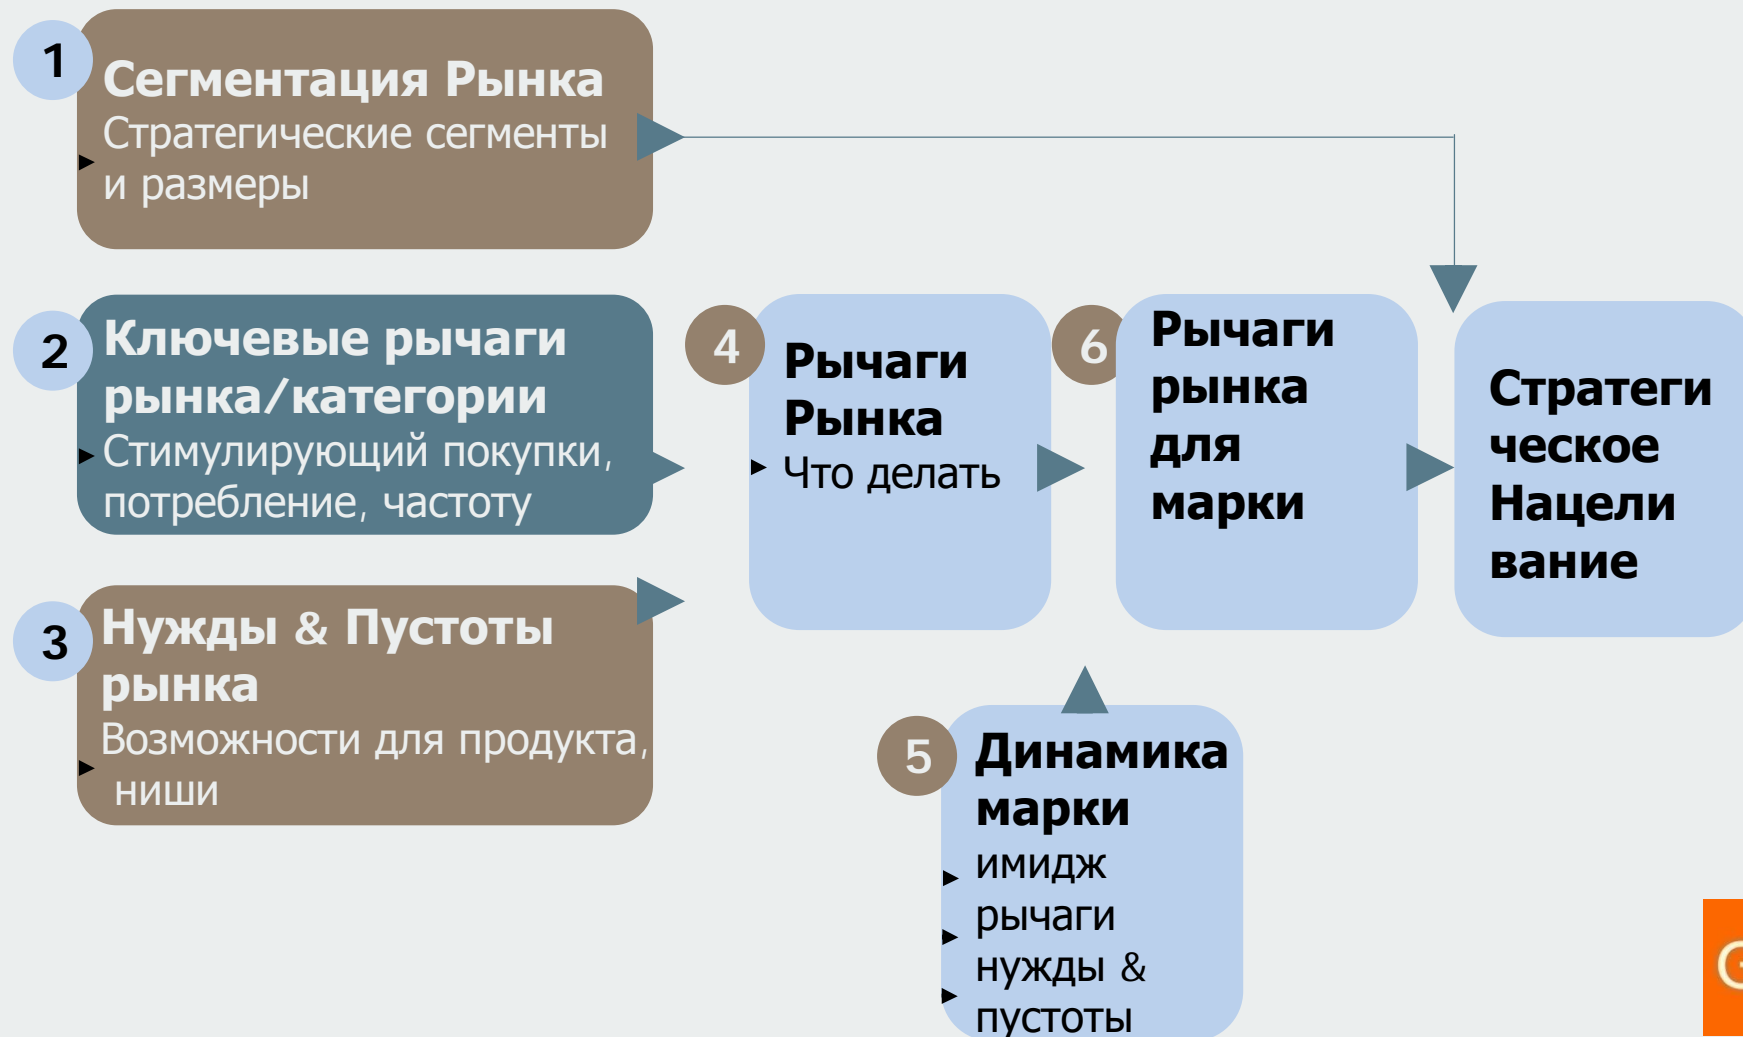 1
Сегментация Рынка
Стратегические сегменты
и размеры
2
Ключевые рычаги
рынка/категории
Стимулирующий покупки,
потребление, частоту
3
Нужды & Пустоты
рынка
Возможности для продукта,
ниши
4
Рычаги
Рынка
Что делать
5
Динамика
марки
имидж
рычаги
нужды &
пустоты
6
Рычаги
рынка
для
марки
Стратеги
ческое
Нацели
вание